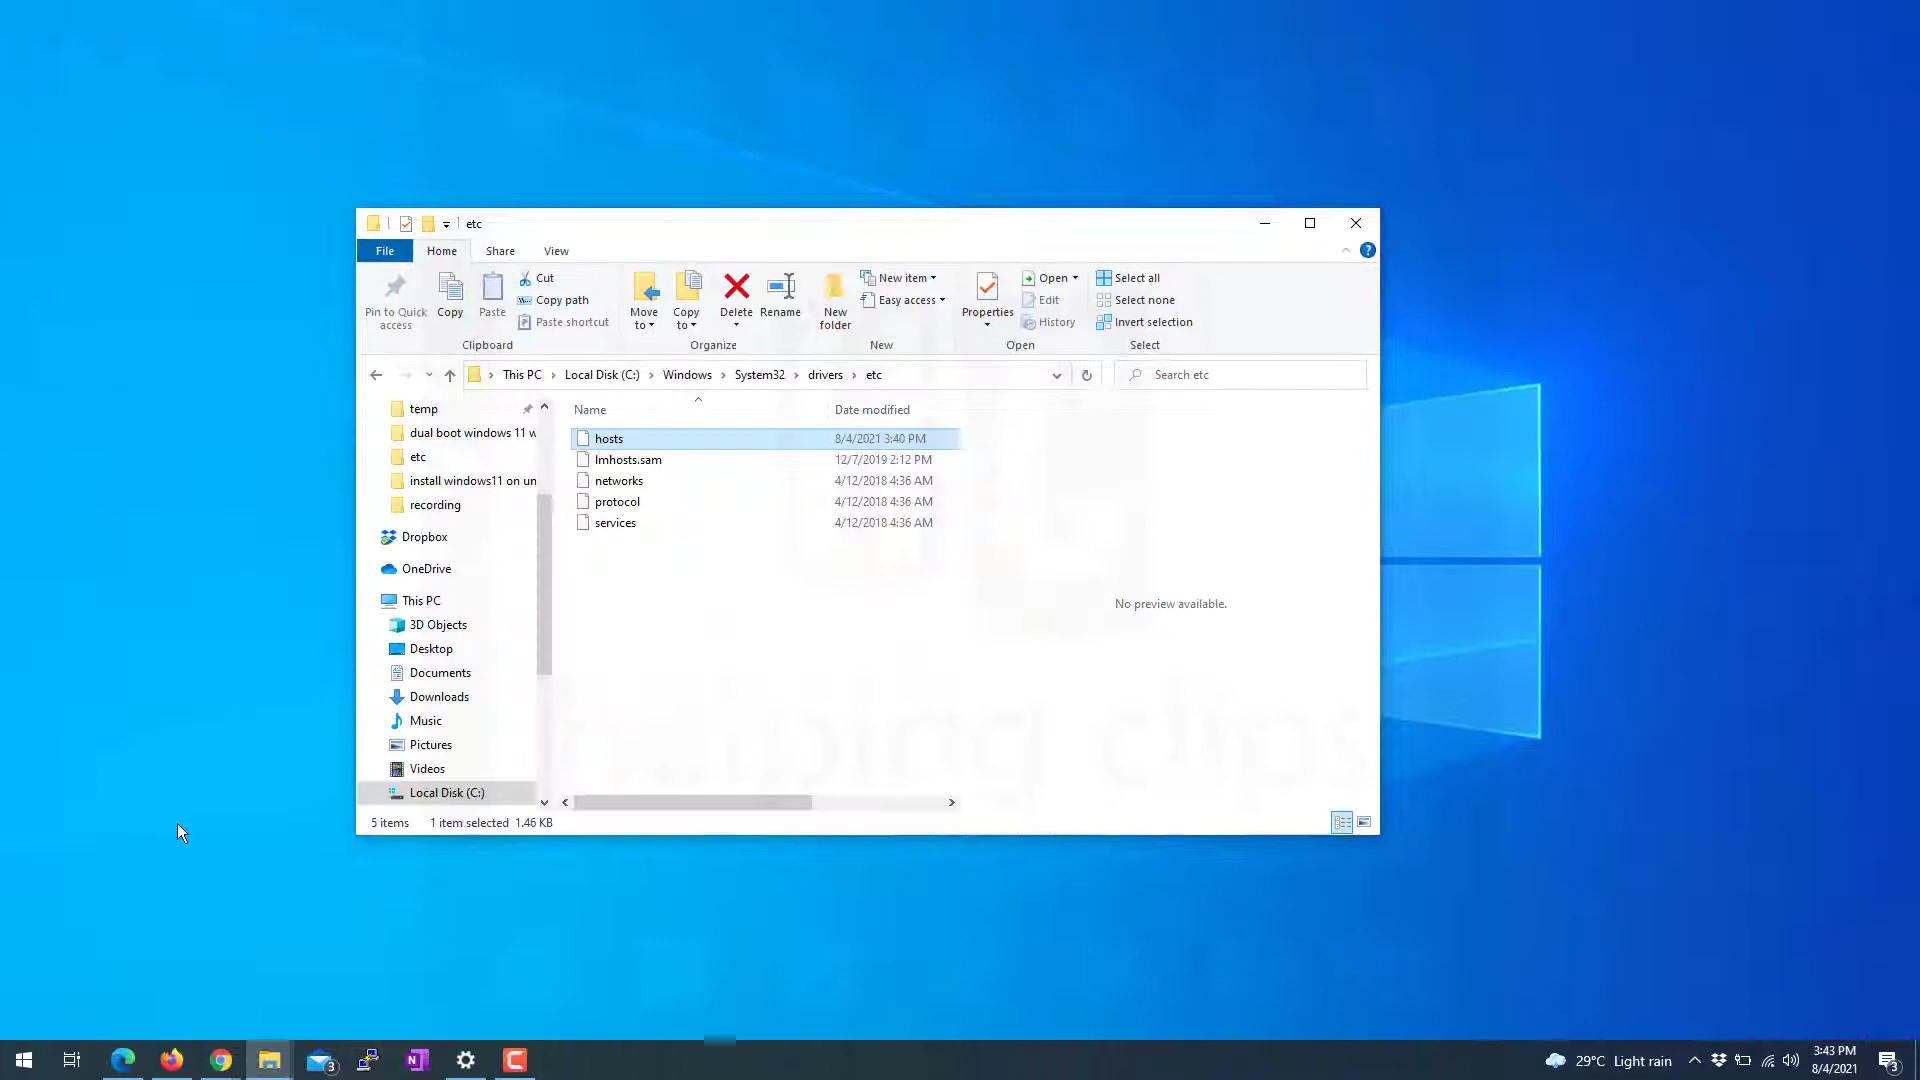 etc
File Home Share View
Pin to Quick access
Copy
Paste
Cut
Copy path
Paste shortcut
Clipboard
Move to
Copy to
Delete
Rename
Organize
New folder
New item
Easy access
New
Properties
Open
Edit
History
Open
Select all
Select none
Invert selection
Select
This PC Local Disk (C:) Windows System32 drivers etc
Search etc
temp
dual boot windows 11 w
etc
install windows11 on un
recording
Dropbox
OneDrive
This PC
3D Objects
Desktop
Documents
Downloads
Music
Pictures
Videos
Local Disk (C:)
Name Date modified
hosts 8/4/2021 3:40 PM
lmhosts.sam 12/7/2019 2:12 PM
networks 4/12/2018 4:36 AM
protocol 4/12/2018 4:36 AM
services 4/12/2018 4:36 AM
No preview available.
helping clips
5 items 1 item selected 1.46 KB
3
29°C Light rain
3:43 PM
8/4/2021
3